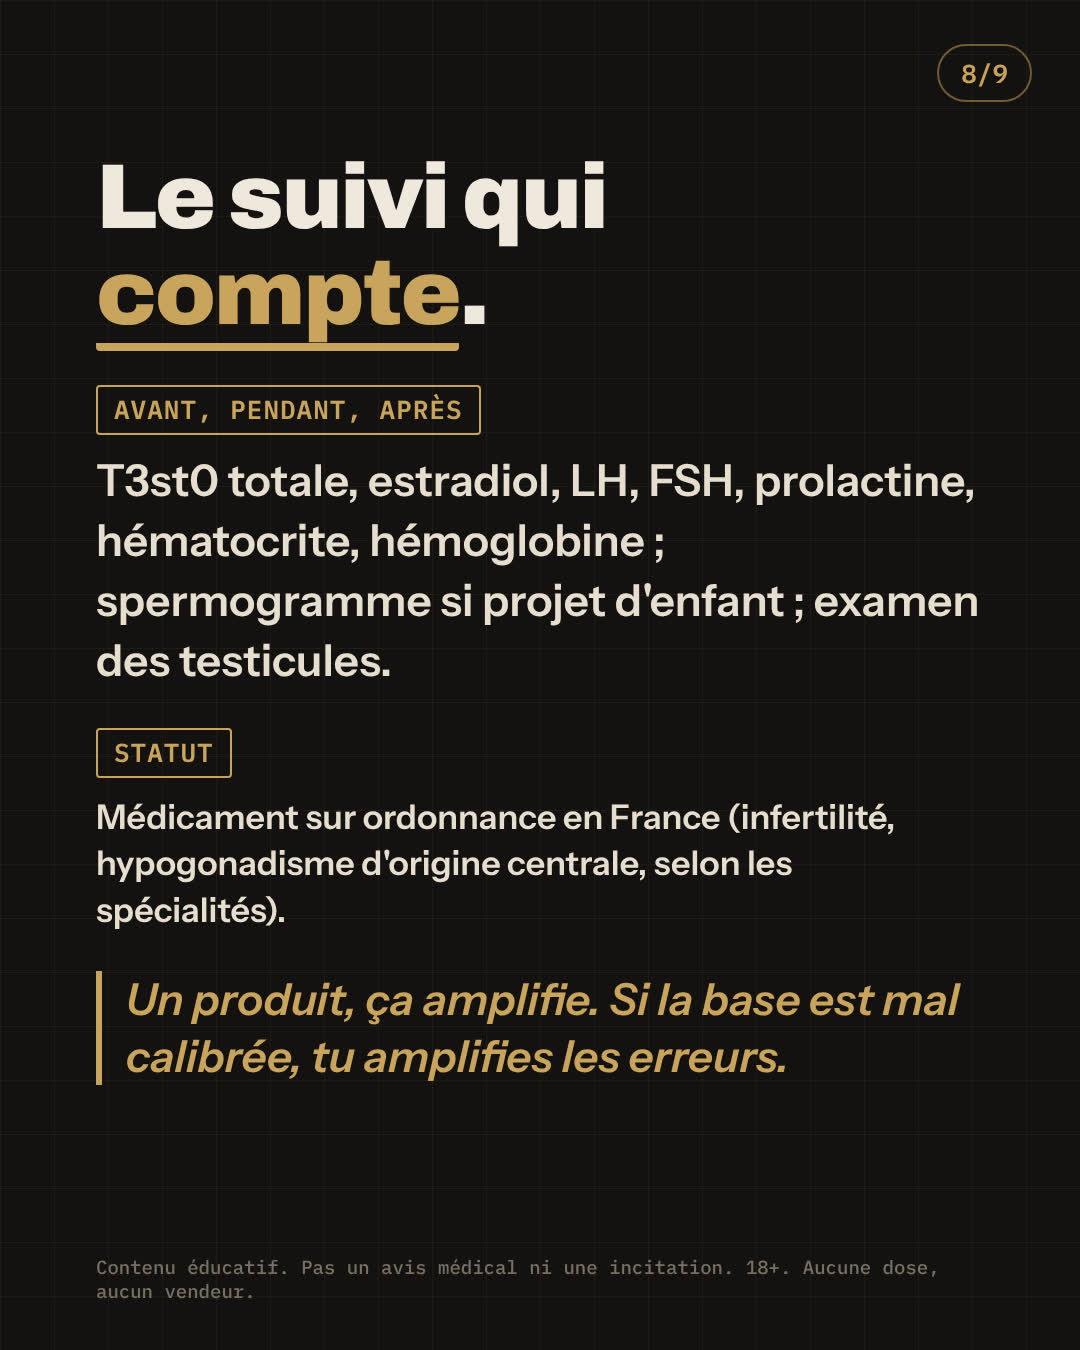 8/9
Le suivi qui
compte.
AVANT, PENDANT, APRÈS
T3st0 totale, estradiol, LH, FSH, prolactine,
hématocrite, hémoglobine ;
spermogramme si projet d'enfant ; examen
des testicules.
STATUT
Médicament sur ordonnance en France (infertilité,
hypogonadisme d'origine centrale, selon les
spécialités).
Un produit, ça amplifie. Si la base est mal
calibrée, tu amplifies les erreurs.
Contenu éducatif. Pas un avis médical ni une incitation. 18+. Aucune dose,
aucun vendeur.